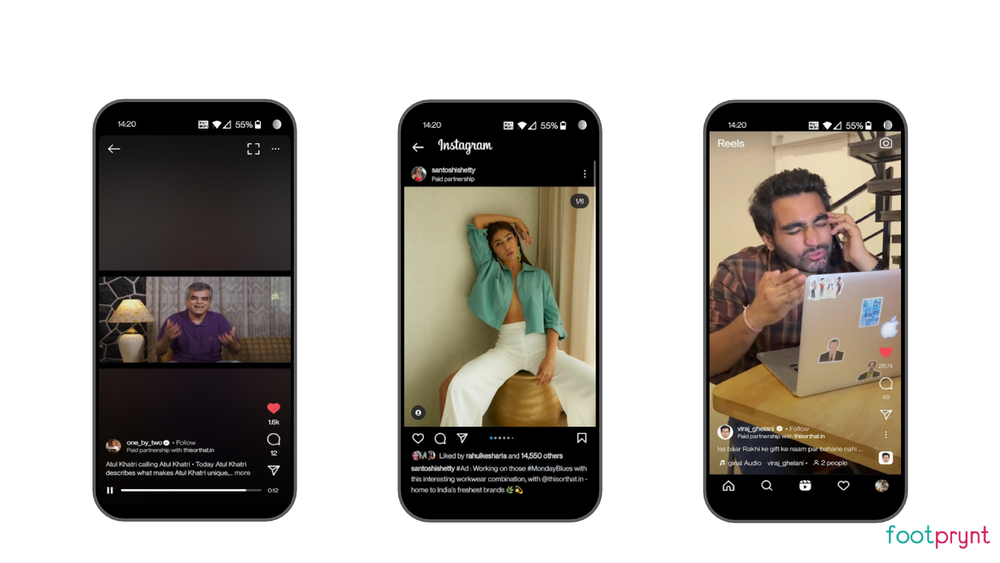 14:20
55%
one_by_two • Follow
Paid partnership with thisorthat.in
Atul Khatri calling Atul Khatri • Today Atul Khatri
describes what makes Atul Khatri unique,... more
1.6k
12
0:12
14:20
55%
Instagram
santoshishetty
Paid partnership
1/6
Liked by rahulkesharia and 14,550 others
santoshishetty #Ad : Working on those #MondayBlues with
this interesting workwear combination, with @thisorthat.in -
home to India's freshest brands
14:20
55%
Reels
49
viraj_ghelani • Follow
Paid partnership with thisorthat.in
Iss baar Rakhi ke gift ke naam par bahane nahi ...
ginal Audio viraj_ghelani • 2 people
footprynt